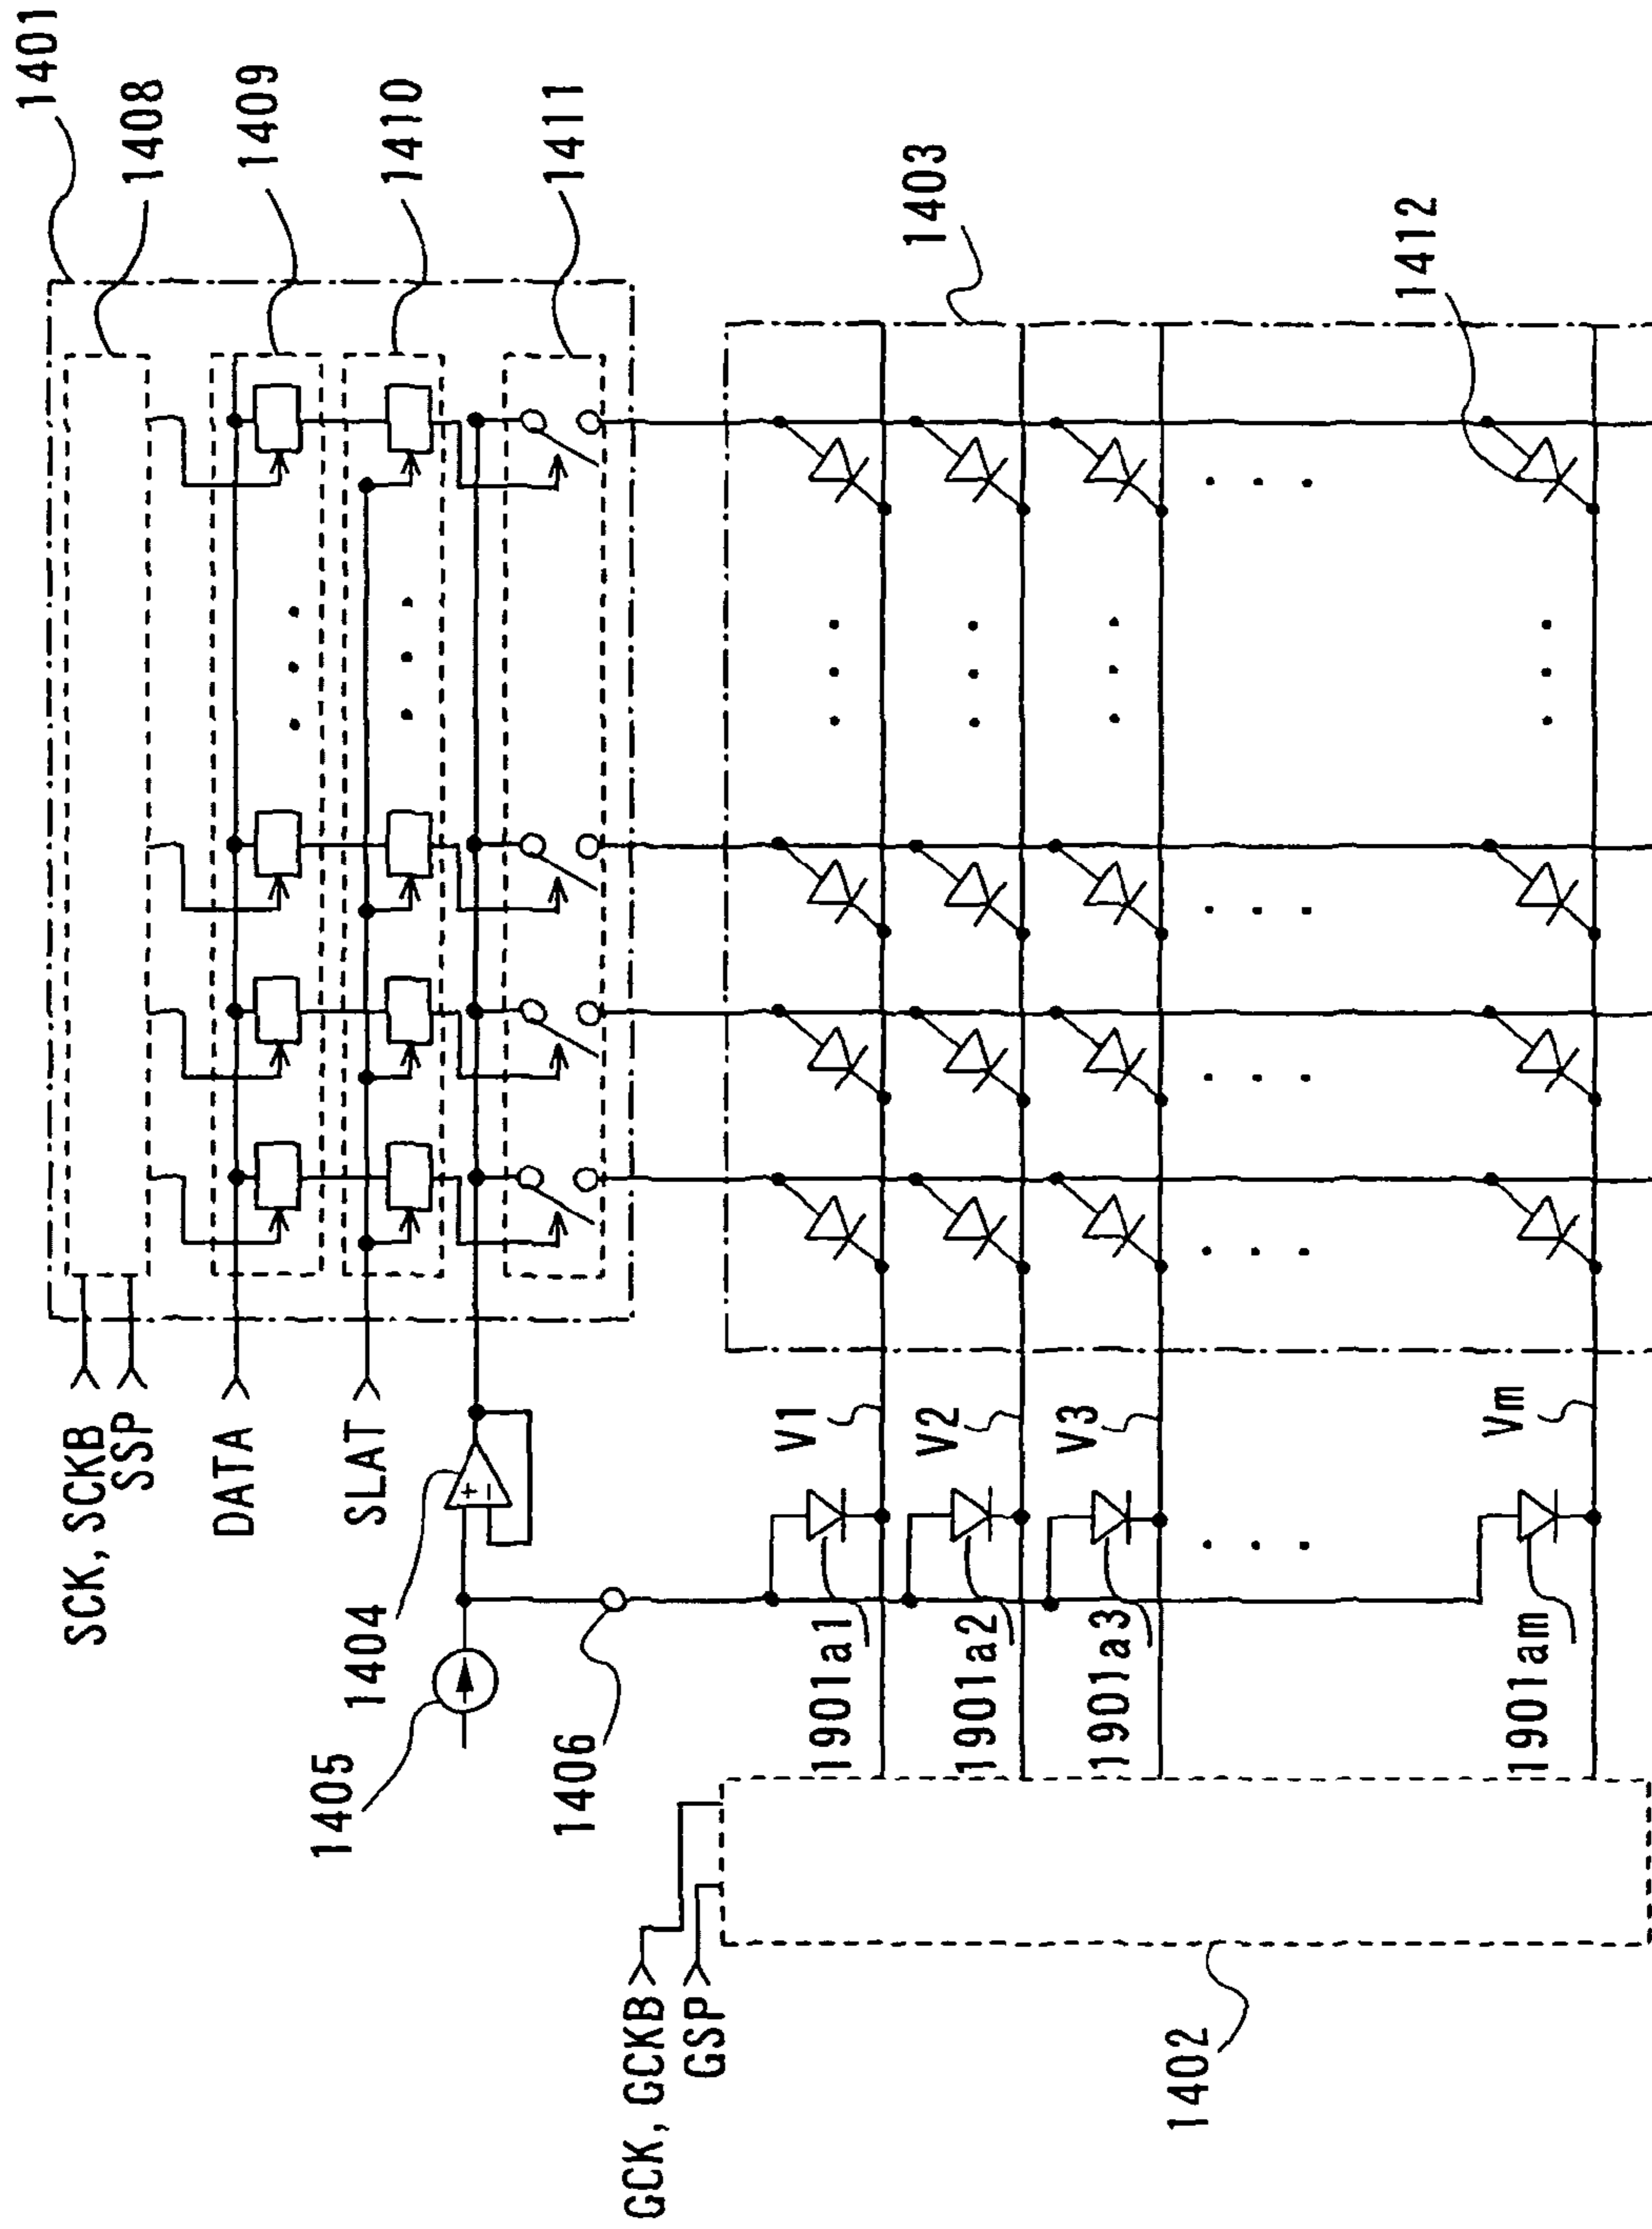 1401
1408
1409
1410
1411
1403
1412
SCK, SCKB
SSP
DATA
SLAT
+
−
1404
1405
1406
V1
V2
V3
Vm
1901a1
1901a2
1901a3
1901am
GCK, GCKB
GSP
1402